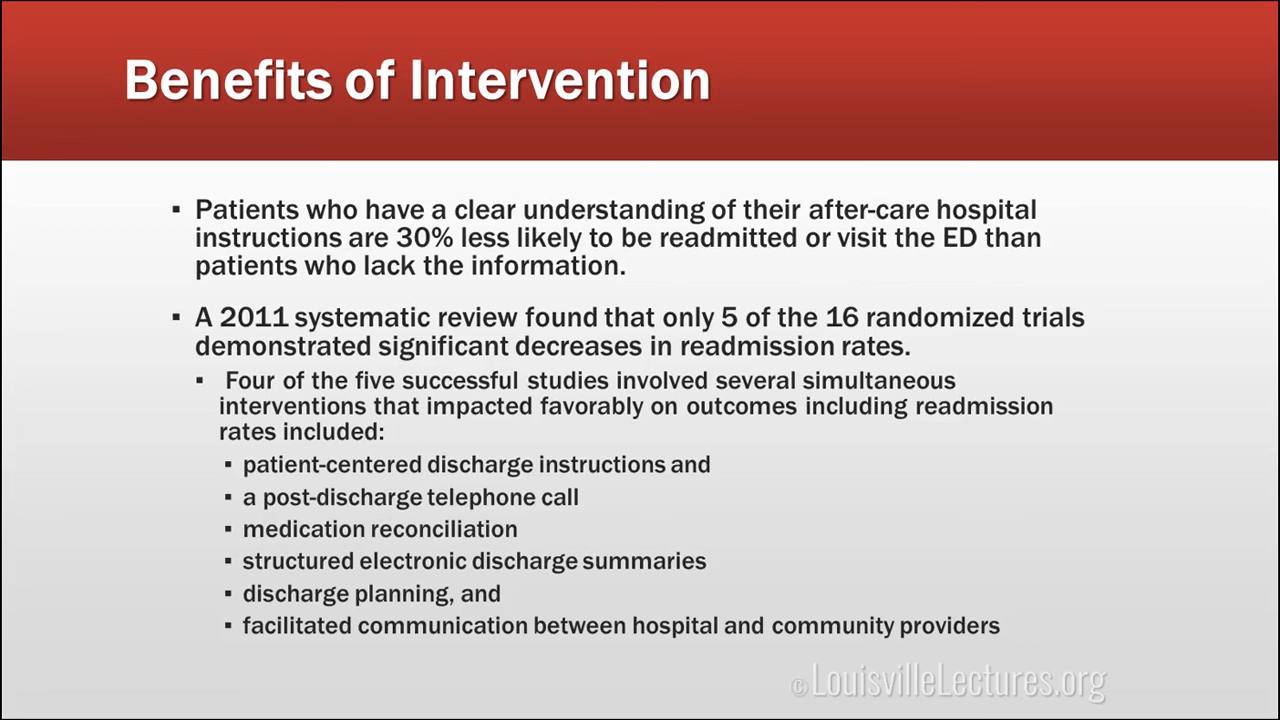 Benefits of Intervention
▪ Patients who have a clear understanding of their after-care hospital
instructions are 30% less likely to be readmitted or visit the ED than
patients who lack the information.
▪ A 2011 systematic review found that only 5 of the 16 randomized trials
demonstrated significant decreases in readmission rates.
▪ Four of the five successful studies involved several simultaneous
interventions that impacted favorably on outcomes including readmission
rates included:
▪ patient-centered discharge instructions and
▪ a post-discharge telephone call
▪ medication reconciliation
▪ structured electronic discharge summaries
▪ discharge planning, and
▪ facilitated communication between hospital and community providers
© LouisvilleLectures.org